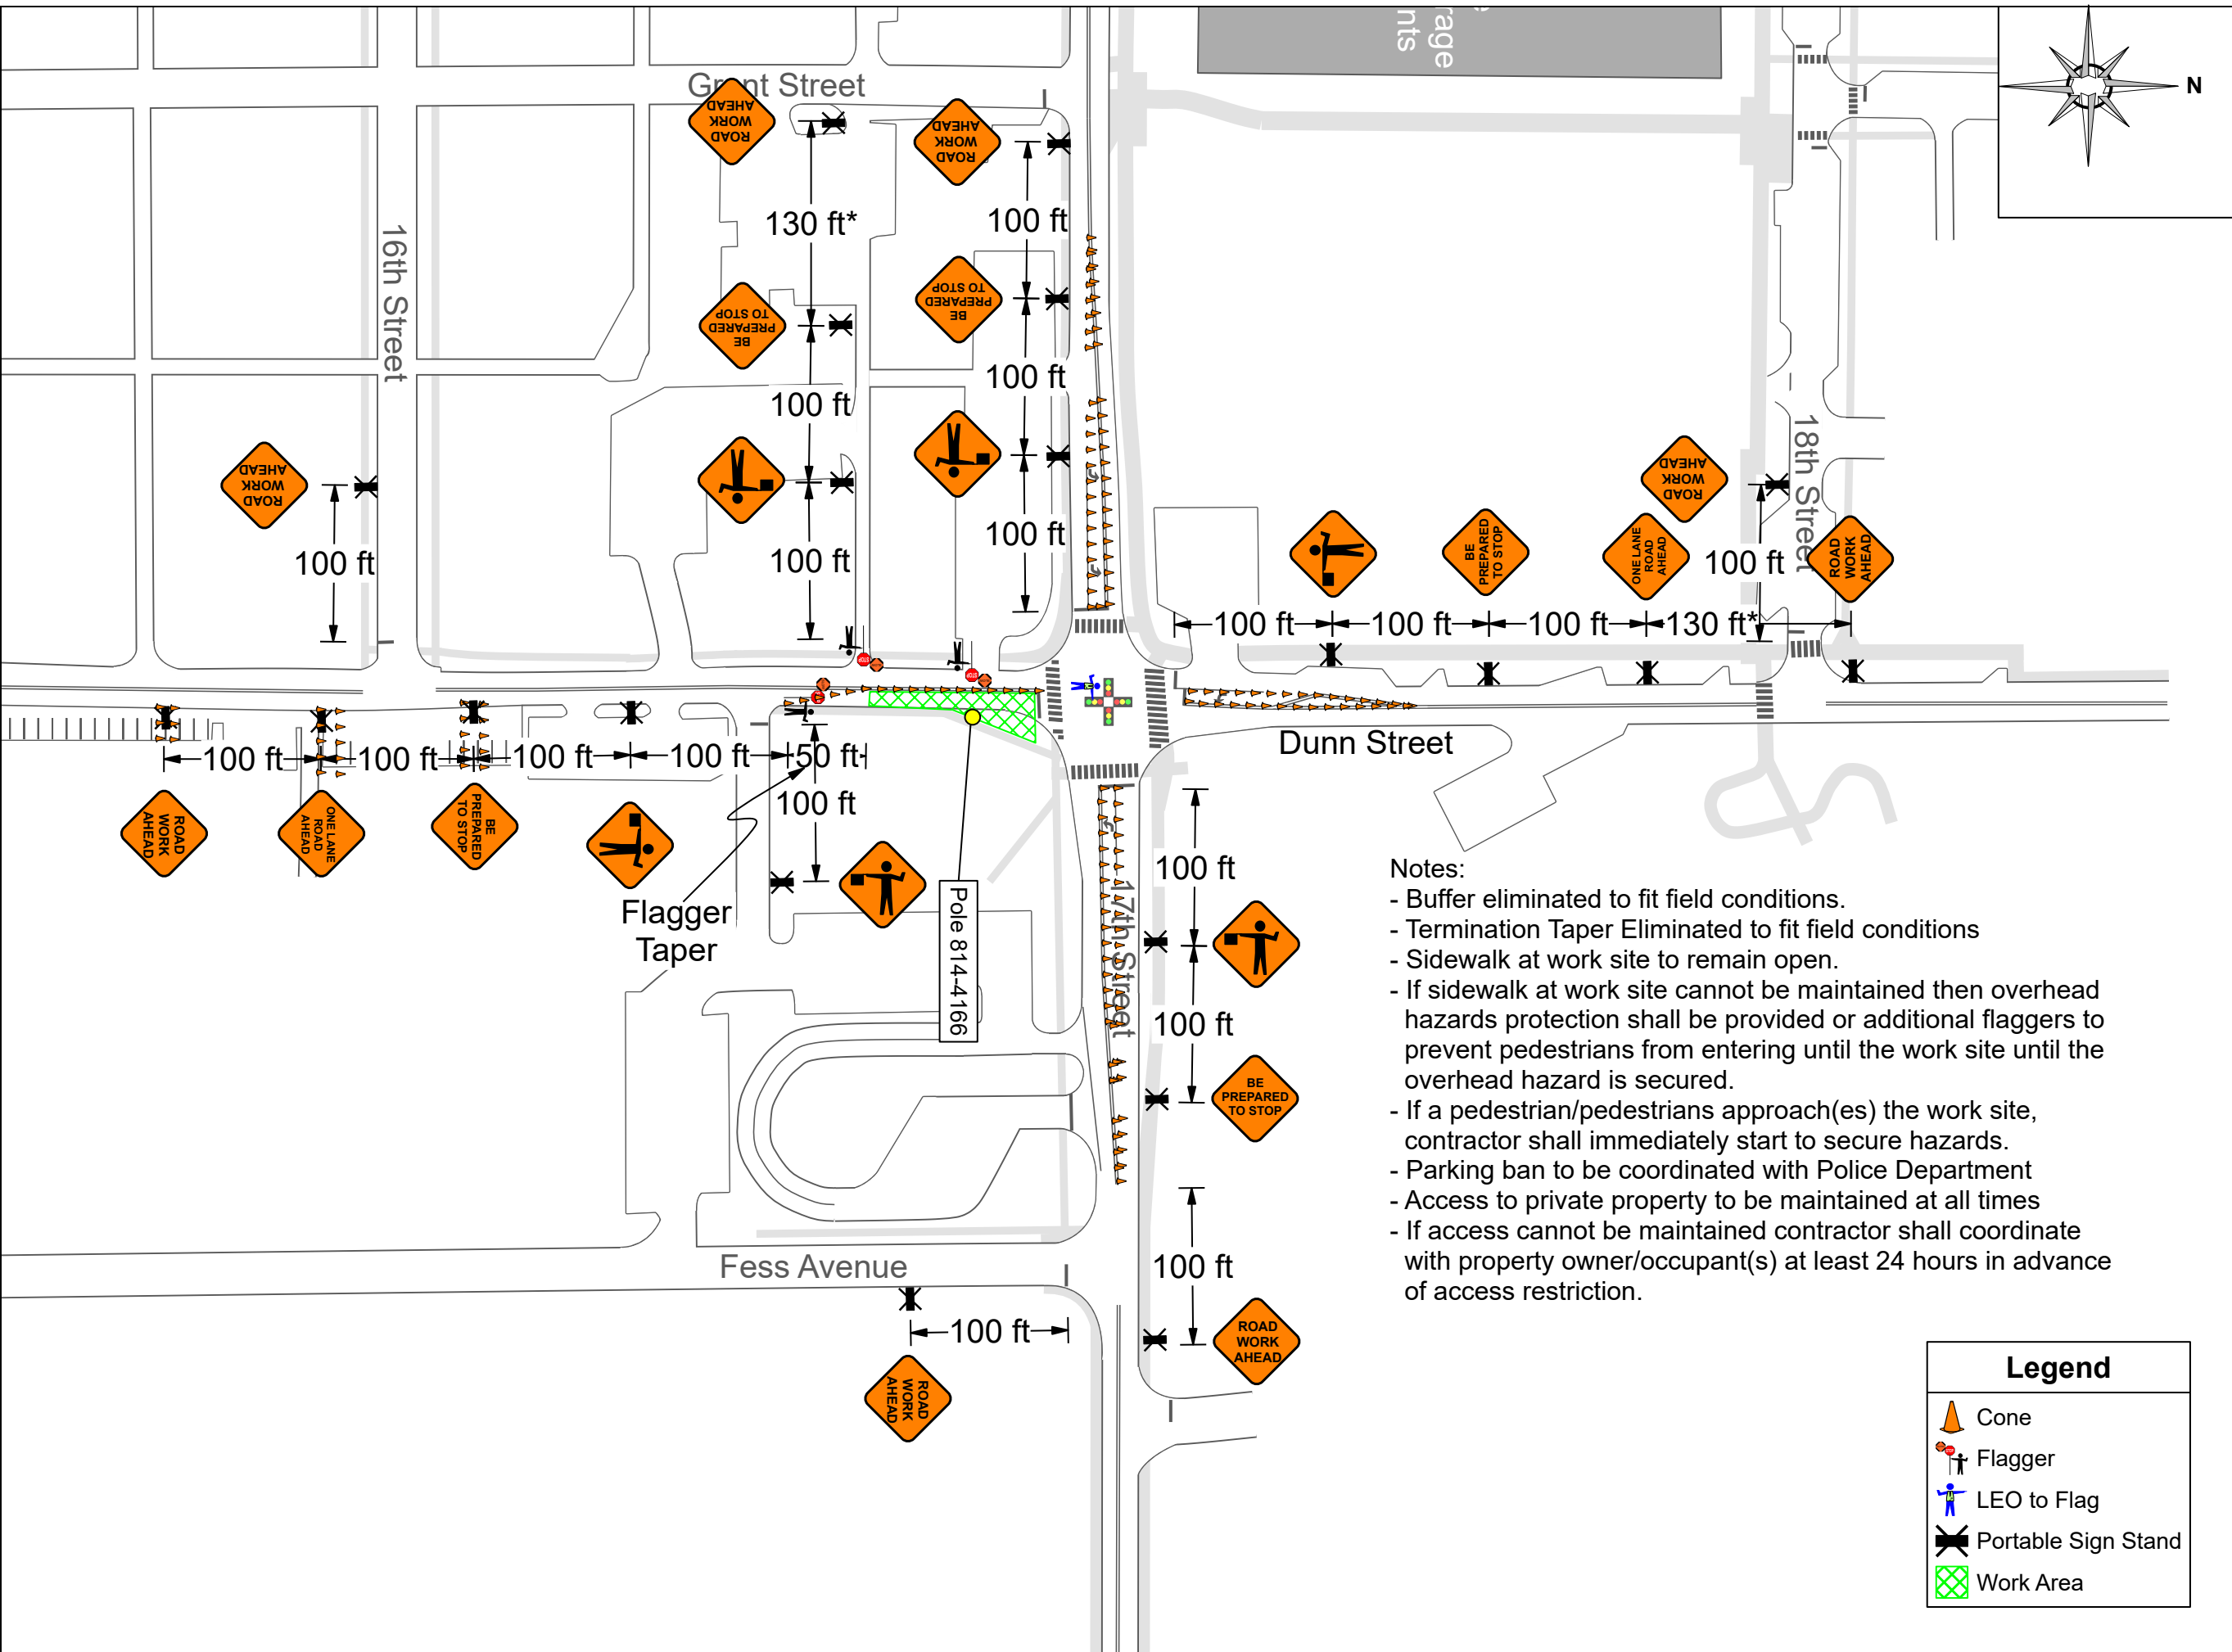 rage
nts
N
Grant Street
ROAD
WORK
AHEAD
ROAD
WORK
AHEAD
130 ft*
100 ft
16th Street
BE
PREPARED
TO STOP
BE
PREPARED
TO STOP
100 ft
100 ft
18th Street
ROAD
WORK
AHEAD
ROAD
WORK
AHEAD
100 ft
100 ft
100 ft
BE
PREPARED
TO STOP
ONE LANE
ROAD
AHEAD
100 ft
ROAD
WORK
AHEAD
100 ft
100 ft
100 ft
130 ft*
STOP
STOP
Dunn Street
100 ft
100 ft
100 ft
100 ft
50 ft
100 ft
ROAD
WORK
AHEAD
ONE LANE
ROAD
AHEAD
BE
PREPARED
TO STOP
Flagger
Taper
Pole 814-4166
17th Street
100 ft
100 ft
BE
PREPARED
TO STOP
100 ft
ROAD
WORK
AHEAD
Fess Avenue
100 ft
ROAD
WORK
AHEAD
Notes:
- Buffer eliminated to fit field conditions.
- Termination Taper Eliminated to fit field conditions
- Sidewalk at work site to remain open.
- If sidewalk at work site cannot be maintained then overhead
hazards protection shall be provided or additional flaggers to
prevent pedestrians from entering until the work site until the
overhead hazard is secured.
- If a pedestrian/pedestrians approach(es) the work site,
contractor shall immediately start to secure hazards.
- Parking ban to be coordinated with Police Department
- Access to private property to be maintained at all times
- If access cannot be maintained contractor shall coordinate
with property owner/occupant(s) at least 24 hours in advance
of access restriction.
Legend
Cone
Flagger
LEO to Flag
Portable Sign Stand
Work Area